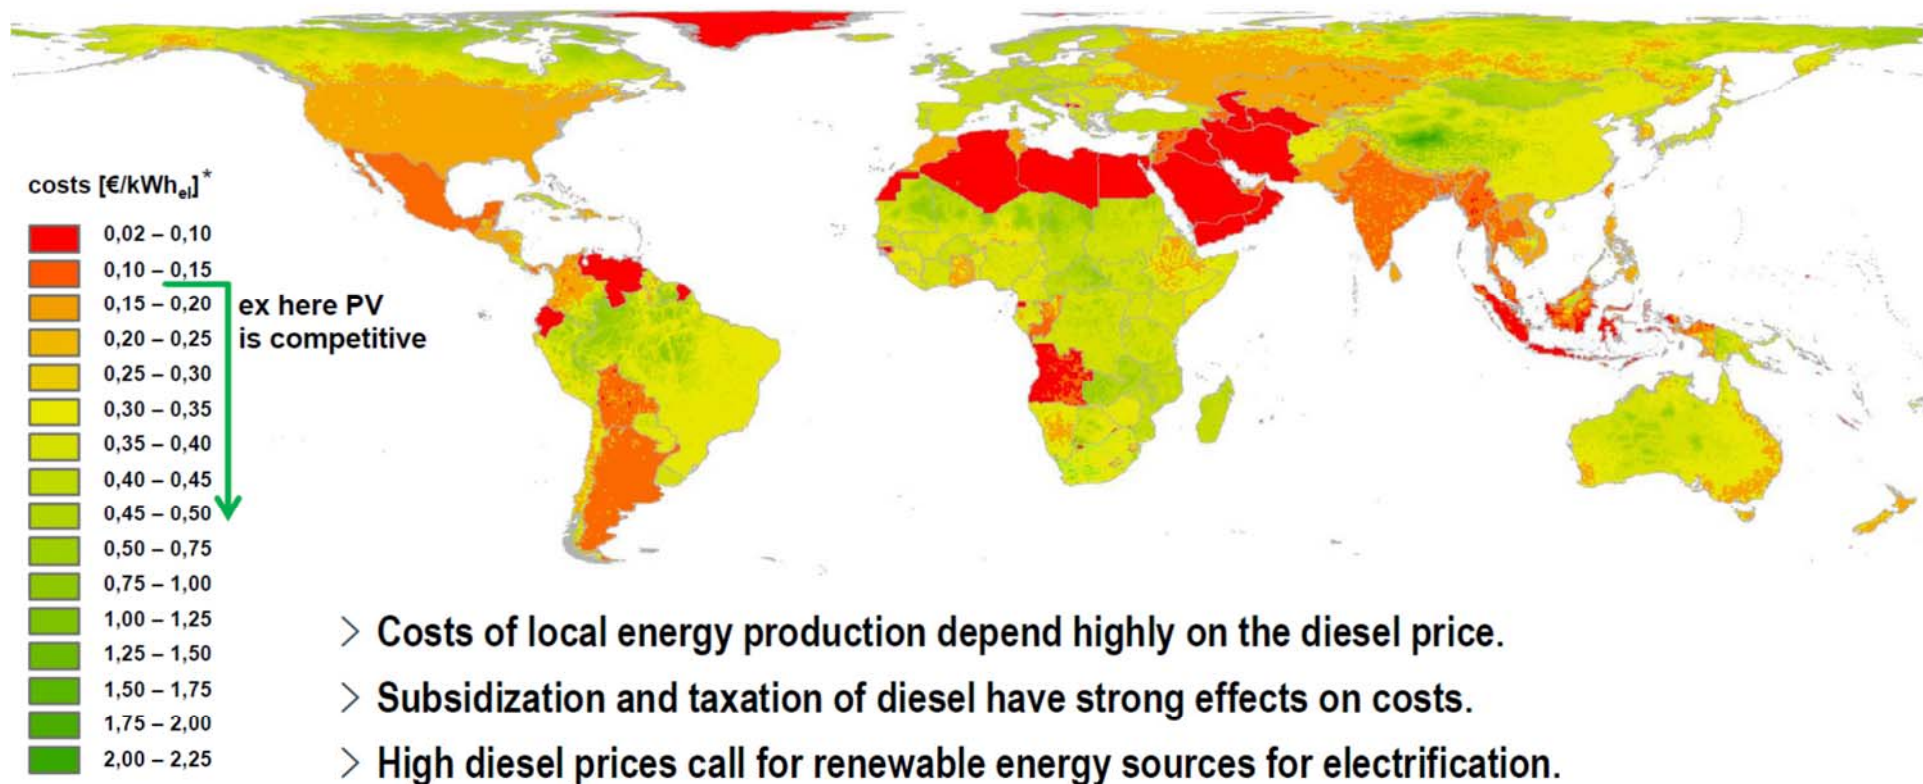 costs [€/kWhel]*
0,02 – 0,10
0,10 – 0,15
0,15 – 0,20
0,20 – 0,25
0,25 – 0,30
0,30 – 0,35
0,35 – 0,40
0,40 – 0,45
0,45 – 0,50
0,50 – 0,75
0,75 – 1,00
1,00 – 1,25
1,25 – 1,50
1,50 – 1,75
1,75 – 2,00
2,00 – 2,25
ex here PV
is competitive
> Costs of local energy production depend highly on the diesel price.
> Subsidization and taxation of diesel have strong effects on costs.
> High diesel prices call for renewable energy sources for electrification.